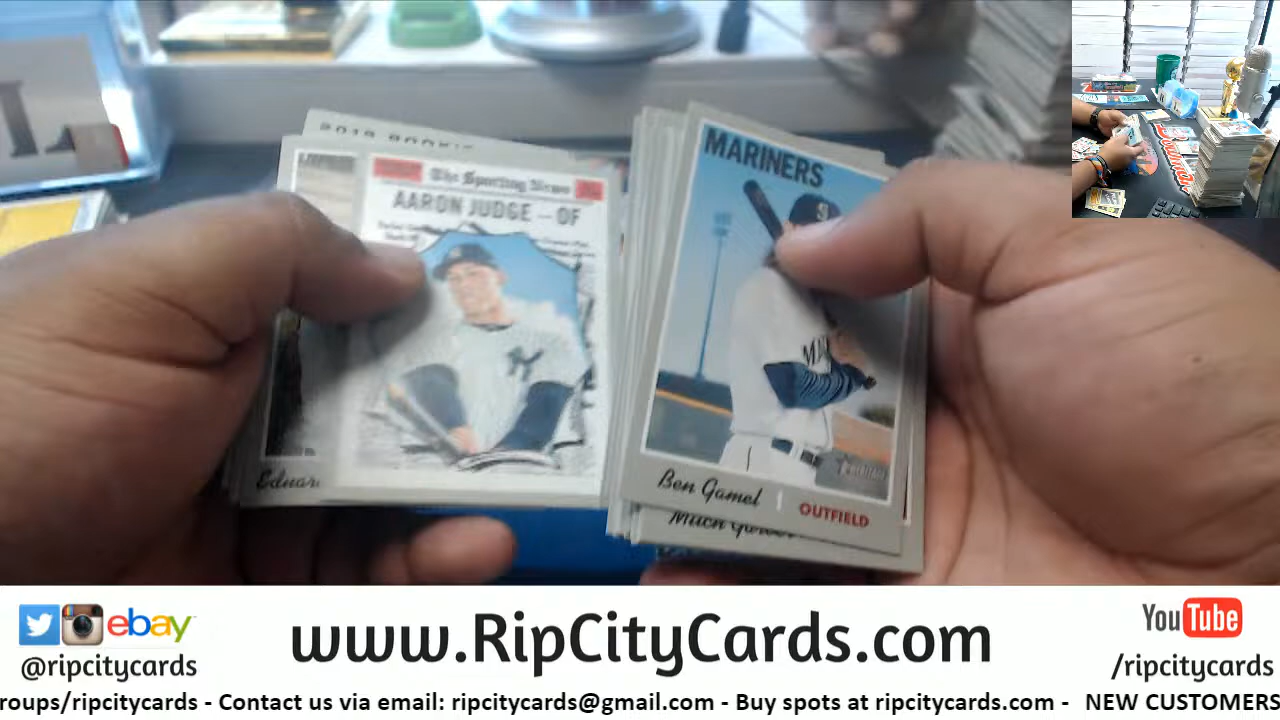 The Sporting News
AARON JUDGE - OF
MARINERS
Ben Gamel | OUTFIELD
Eduar
ebay
@ripcitycards
www.RipCityCards.com
YouTube
/ripcitycards
roups/ripcitycards - Contact us via email: ripcitycards@gmail.com - Buy spots at ripcitycards.com - NEW CUSTOMERS